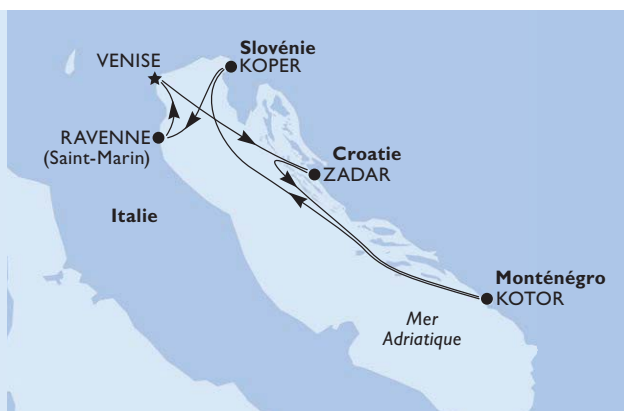 VENISE
Slovénie
KOPER
RAVENNE
(Saint-Marin)
Croatie
ZADAR
Italie
Monténégro
KOTOR
Mer
Adriatique